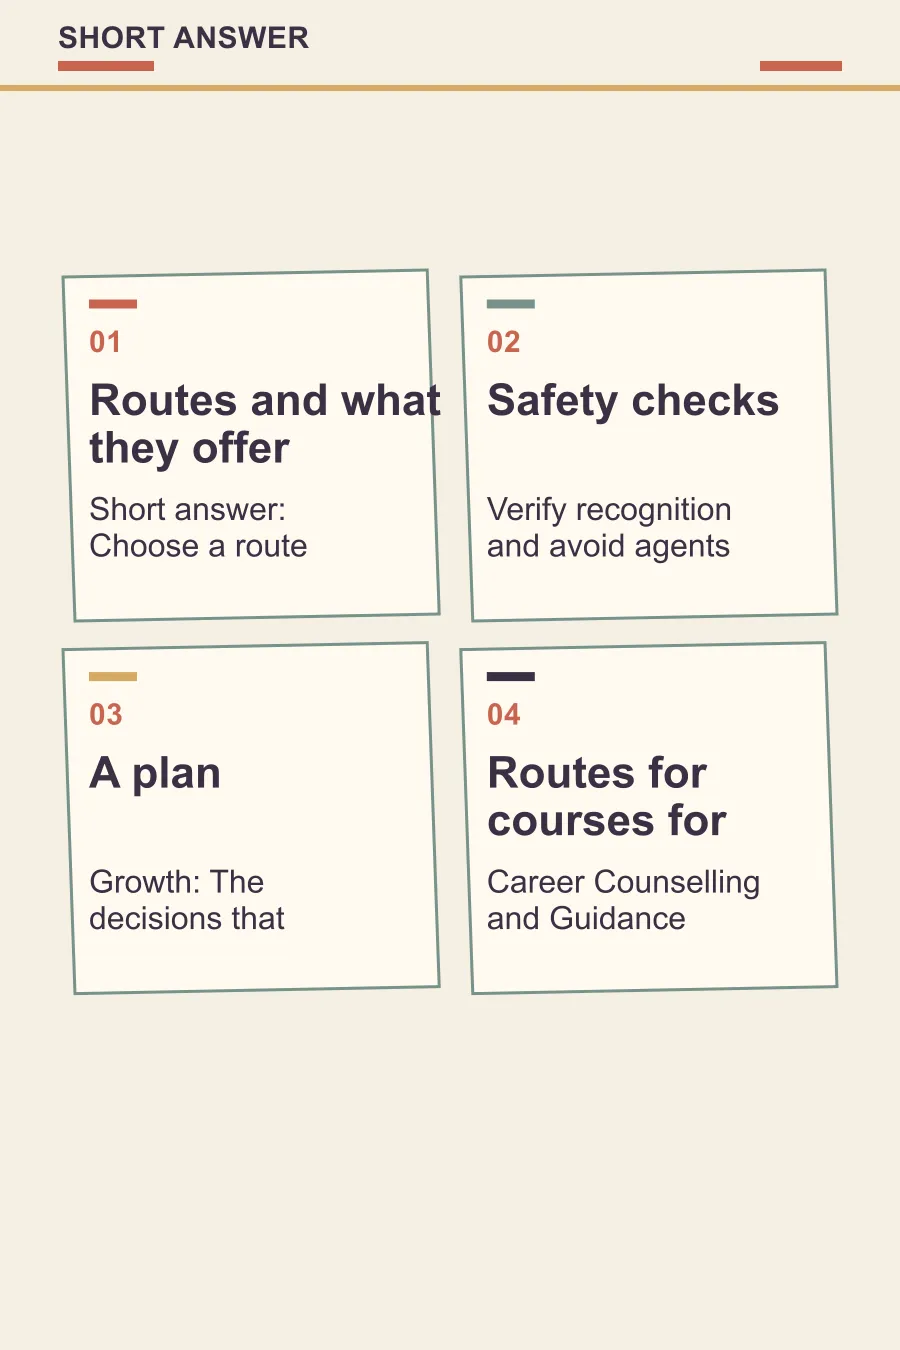 SHORT ANSWER
01
Routes and what
they offer
Short answer:
Choose a route
02
Safety checks
Verify recognition
and avoid agents
03
A plan
Growth: The
decisions that
04
Routes for
courses for
Career Counselling
and Guidance